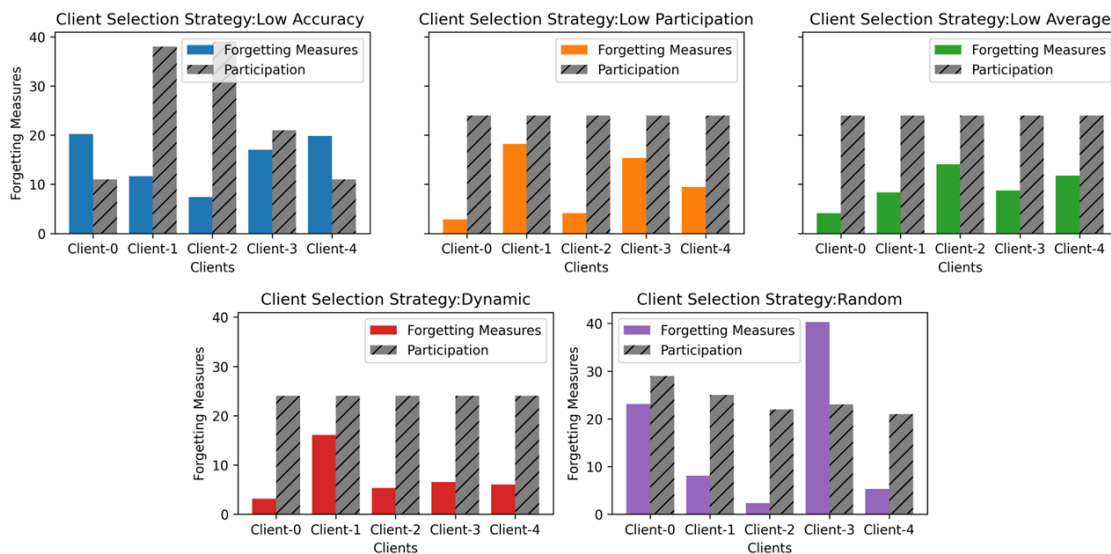 Client Selection Strategy:Low Accuracy
Forgetting Measures
40
30
20
10
0
Forgetting Measures
Participation
Client-0 Client-1 Client-2 Client-3 Client-4
Clients
Client Selection Strategy:Low Participation
Forgetting Measures
Participation
Client-0 Client-1 Client-2 Client-3 Client-4
Clients
Client Selection Strategy:Low Average
Forgetting Measures
Participation
Client-0 Client-1 Client-2 Client-3 Client-4
Clients
Client Selection Strategy:Dynamic
Forgetting Measures
40
30
20
10
0
Forgetting Measures
Participation
Client-0 Client-1 Client-2 Client-3 Client-4
Clients
Client Selection Strategy:Random
Forgetting Measures
40
30
20
10
0
Forgetting Measures
Participation
Client-0 Client-1 Client-2 Client-3 Client-4
Clients